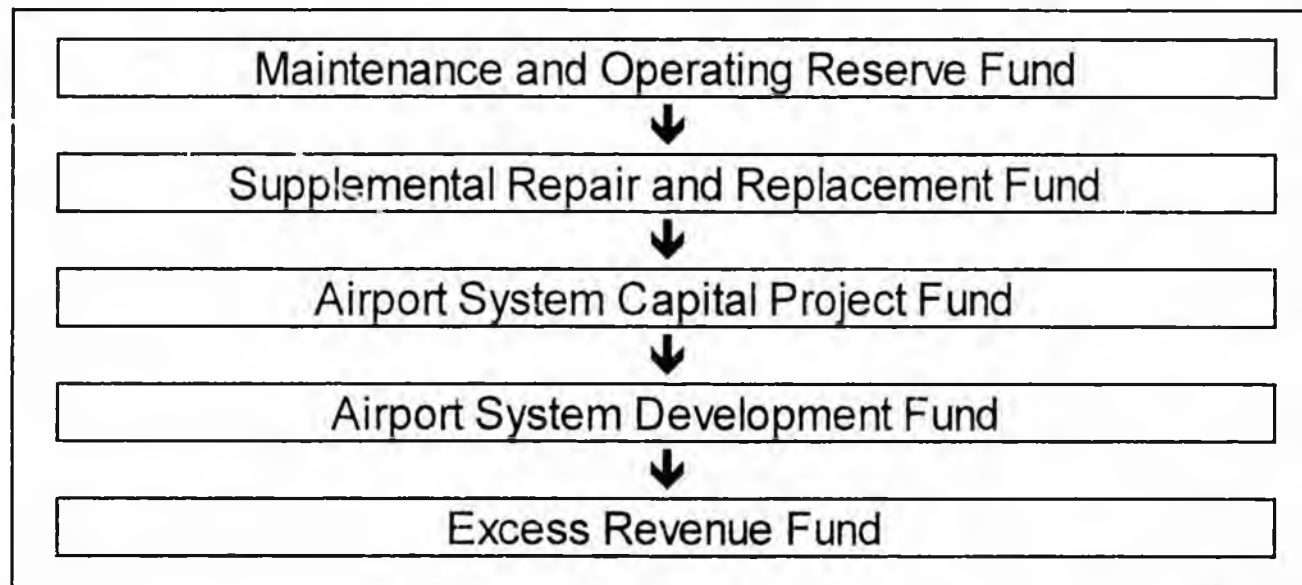 Maintenance and Operating Reserve Fund
Supplemental Repair and Replacement Fund
Airport System Capital Project Fund
Airport System Development Fund
Excess Revenue Fund